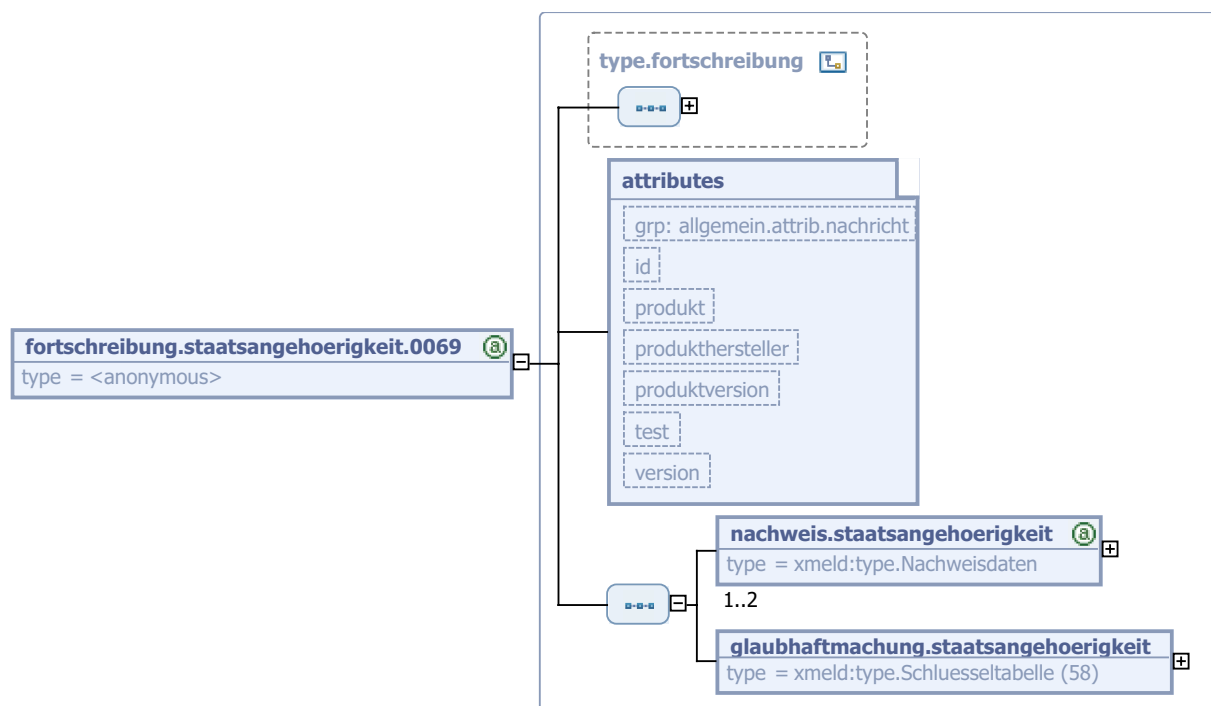 type.fortschreibung
attributes
grp: allgemein.attrib.nachricht
id
produkt
produkthersteller
produktversion
test
version
fortschreibung.staatsangehoerigkeit.0069
type = <anonymous>
nachweis.staatsangehoerigkeit
type = xmeld:type.Nachweisdaten
1..2
glaubhaftmachung.staatsangehoerigkeit
type = xmeld:type.Schluesseltabelle (58)